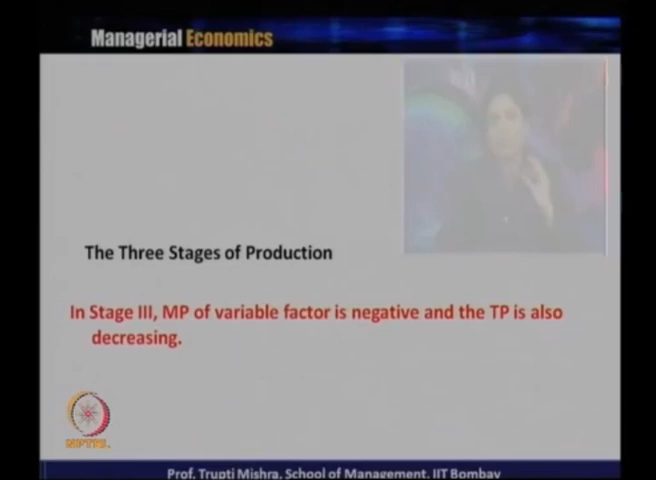 Managerial Economics
The Three Stages of Production
In Stage III, MP of variable factor is negative and the TP is also
decreasing.
NPTEL
Prof. Trupti Mishra, School of Management, IIT Bombay